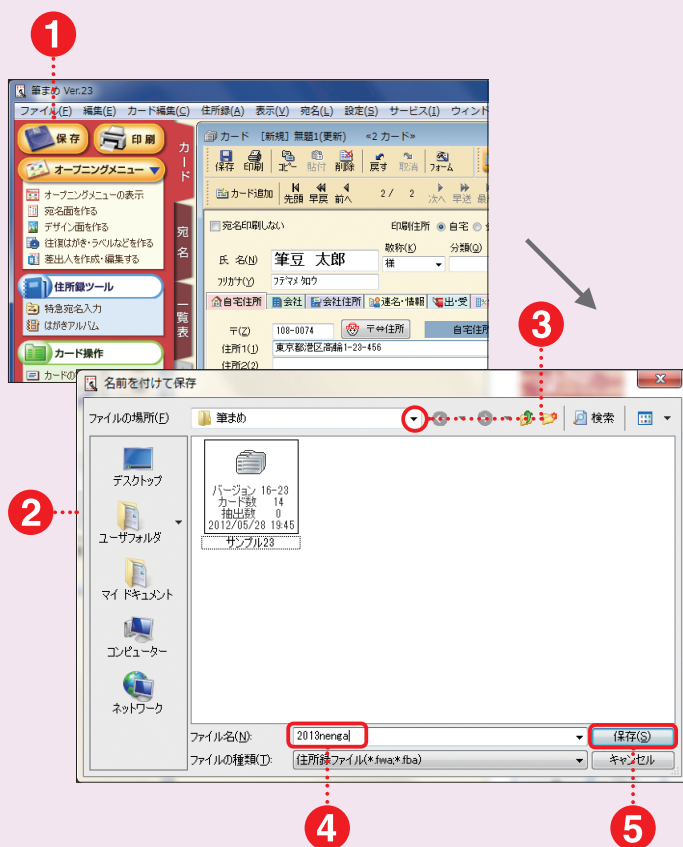 1
筆まめ Ver.23
ファイル(F) 編集(E) カード編集(C) 住所録(A) 表示(V) 宛名(L) 設定(S) サービス(I) ウィンド
保存 印刷
オープニングメニュー
オープニングメニューの表示
宛名面を作る
デザイン面を作る
往復はがき・ラベルなどを作る
差出人を作成・編集する
住所録ツール
特急宛名入力
はがきアルバム
カード操作
カードの
カード
宛名
一覧表
カード [新規] 無題1(更新) «2 カード»
保存 印刷 コピー 貼付 削除 戻す 取消 フォーム
カード追加 先頭 早戻 前へ 2/ 2 次へ 早送
宛名印刷しない 印刷住所 自宅
敬称(K) 分類(Q)
氏 名(N) 筆豆 太郎 様
フリガナ(Y) フデマメ タロウ
自宅住所 会社 会社住所 連名・情報 出・受
〒(Z) 108-0074 〒⇔住所 自宅住所
住所1(1) 東京都港区高輪1-23-456
住所2(2)
3
名前を付けて保存
ファイルの場所(F) 筆まめ 検索
2
デスクトップ
ユーザフォルダ
マイ ドキュメント
コンピューター
ネットワーク
バージョン 16-23
カード数 14
抽出数 0
2012/05/28 19:45
サンプル23
ファイル名(N): 2013nenga 保存(S)
ファイルの種類(T): 住所録ファイル(*.fwa;*.fba) キャンセル
4
5